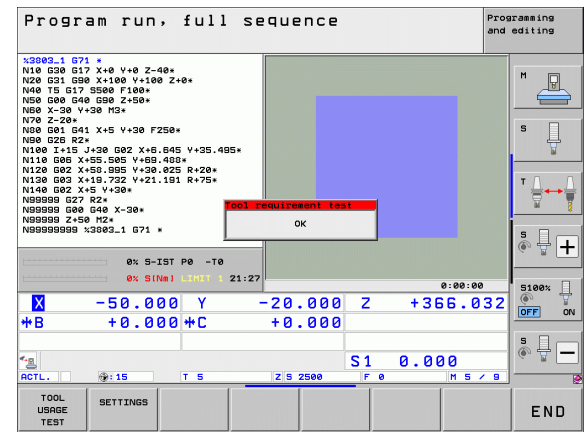 Program run, full sequence
Programming
and editing
%3803_1 G71 *
N10 G30 G17 X+0 Y+0 Z-40*
N20 G31 G90 X+100 Y+100 Z+0*
N40 T5 G17 S500 F100*
N50 G00 G40 G90 Z+50*
N60 X-30 Y+30 M3*
N70 Z-20*
N80 G01 G41 X+5 Y+30 F250*
N90 G26 R2*
N100 I+15 J+30 G02 X+6.645 Y+35.495*
N110 G06 X+55.505 Y+69.488*
N120 G02 X+58.995 Y+30.025 R+20*
N130 G03 X+19.732 Y+21.191 R+75*
N140 G02 X+5 Y+30*
N99999 G27 R2*
N99999 G00 G40 X-30*
N99999 Z+50 M2*
N99999999 %3803_1 G71 *
Tool requirement test
OK
0% S-IST P0 -T0
0% S[Nm] LIMIT 1 21:27
0:00:00
X -50.000 Y -20.000 Z +366.032
B +0.000 C +0.000
S1 0.000
ACTL. : 15 T 5 Z S 2500 F 0 M 5 / 9
M
S
T
S
S100%
OFF ON
S
TOOL
USAGE
TEST
SETTINGS
END